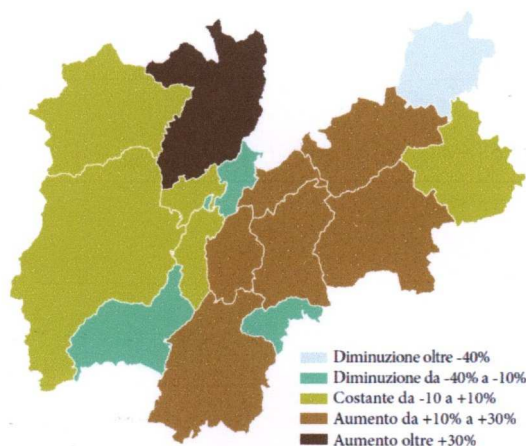 Diminuzione oltre -40%
Diminuzione da -40% a -10%
Costante da -10 a +10%
Aumento da +10% a +30%
Aumento oltre +30%